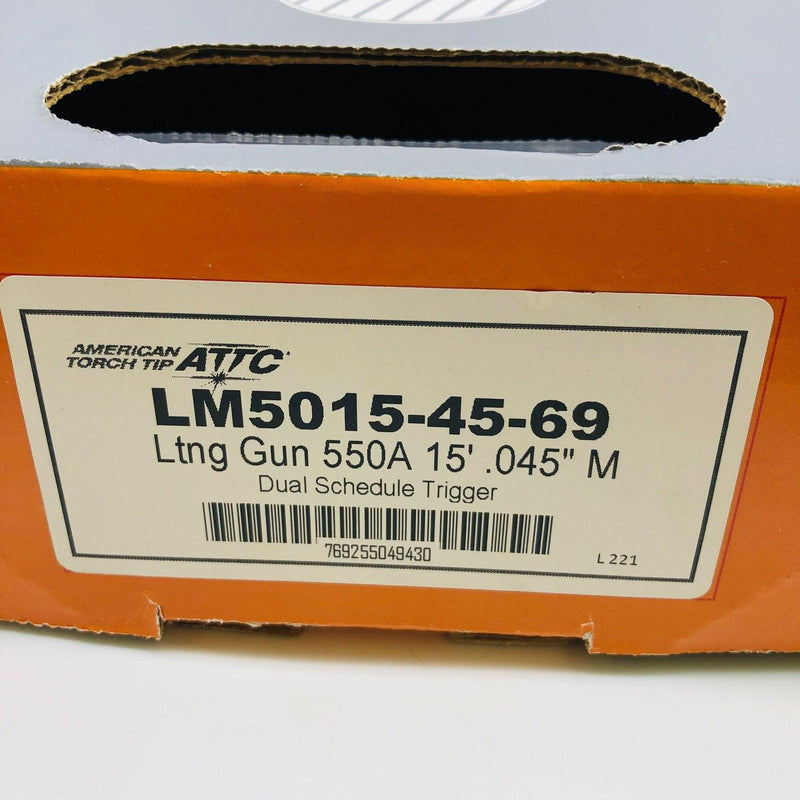 AMERICAN
TORCH TIP ATTC
LM5015-45-69
Ltng Gun 550A 15' .045" M
Dual Schedule Trigger
769255049430
L 221